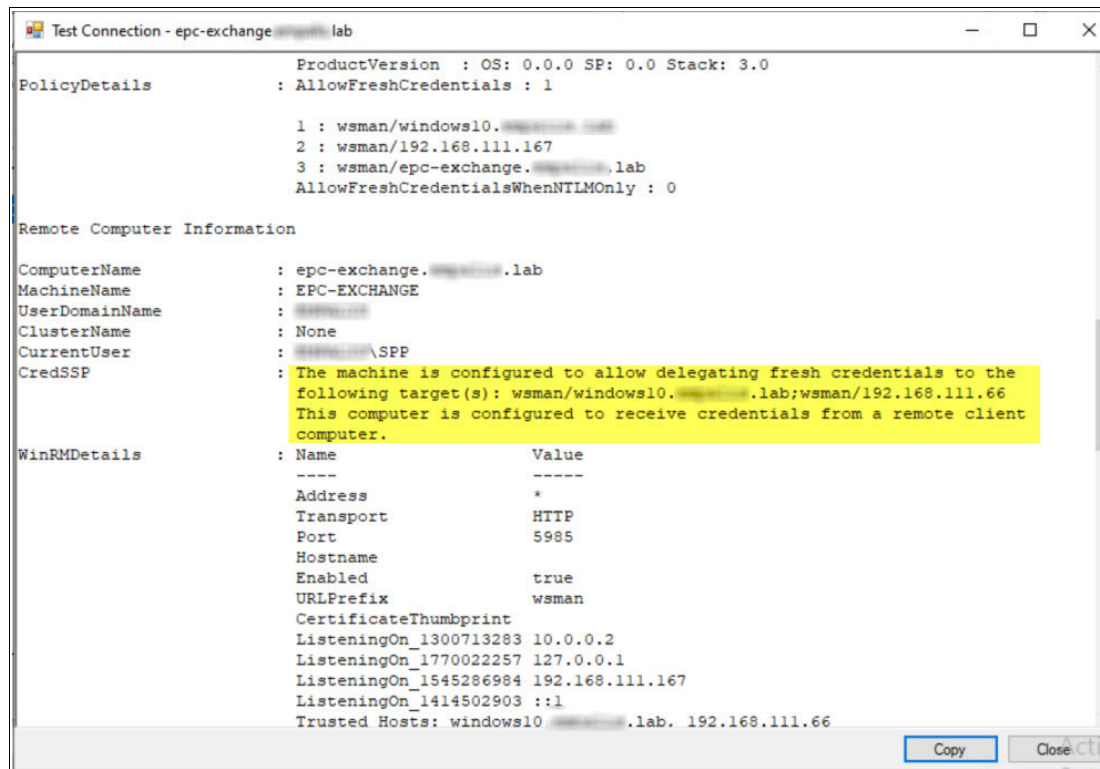 Test Connection - epc-exchange lab
ProductVersion : OS: 0.0.0 SP: 0.0 Stack: 3.0
PolicyDetails : AllowFreshCredentials : 1
1 : wsman/windows10.
2 : wsman/192.168.111.167
3 : wsman/epc-exchange. .lab
AllowFreshCredentialsWhenNTLMOnly : 0
Remote Computer Information
ComputerName : epc-exchange. .lab
MachineName : EPC-EXCHANGE
UserDomainName :
ClusterName : None
CurrentUser : \SPP
CredSSP : The machine is configured to allow delegating fresh credentials to the
following target(s): wsman/windows10. .lab;wsman/192.168.111.66
This computer is configured to receive credentials from a remote client
computer.
WinRMDetails : Name Value
---- -----
Address *
Transport HTTP
Port 5985
Hostname
Enabled true
URLPrefix wsman
CertificateThumbprint
ListeningOn_1300713283 10.0.0.2
ListeningOn_1770022257 127.0.0.1
ListeningOn_1545286984 192.168.111.167
ListeningOn_1414502903 ::1
Trusted Hosts: windows10 .lab, 192.168.111.66
Copy Close